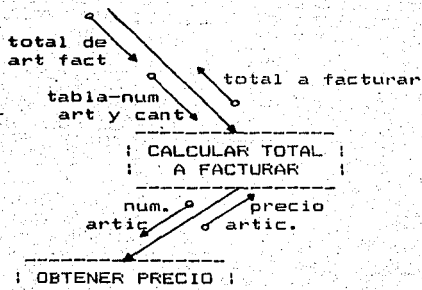 total de
art fact
total a facturar
tabla-num
art y cant
CALCULAR TOTAL
A FACTURAR
num.
artic
precio
artic.
OBTENER PRECIO